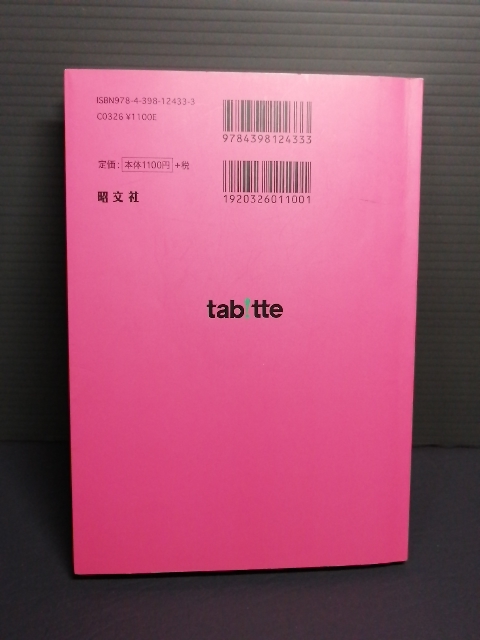 ISBN978-4-398-12433-3
C0326 ¥1100E
定価: 本体1100円 +税
昭文社
9784398124333
1920326011001
tabitte